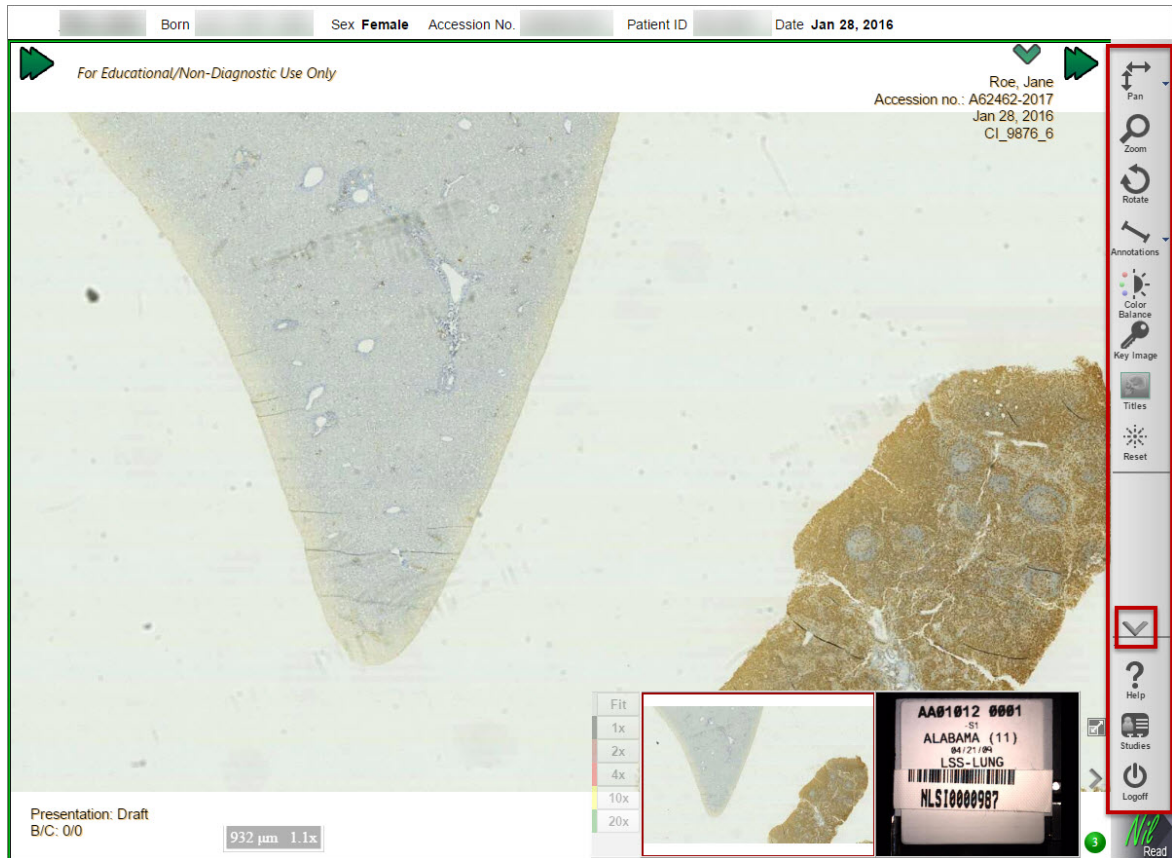 Born Sex Female Accession No. Patient ID Date Jan 28, 2016
For Educational/Non-Diagnostic Use Only
Roe, Jane
Accession no.: A62462-2017
Jan 28, 2016
CI_9876_6
Pan
Zoom
Rotate
Annotations
Color
Balance
Key Image
Titles
Reset
Help
Studies
Logoff
Fit
1x
2x
4x
10x
20x
AA01012 0001
-S1
ALABAMA (11)
04/21/09
LSS-LUNG
NLSI0000987
Presentation: Draft
B/C: 0/0
932 µm 1.1x
3
Nil
Read